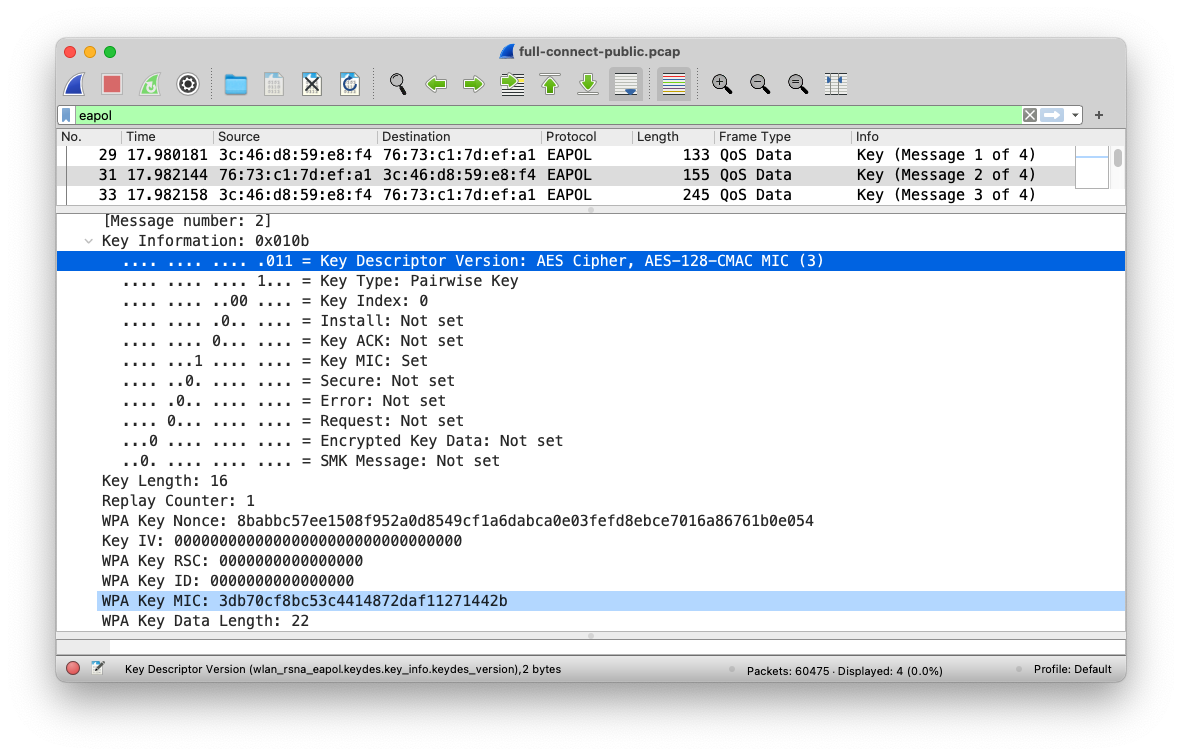 full-connect-public.pcap
eapol
No. Time Source Destination Protocol Length Frame Type Info
29 17.980181 3c:46:d8:59:e8:f4 76:73:c1:7d:ef:a1 EAPOL 133 QoS Data Key (Message 1 of 4)
31 17.982144 76:73:c1:7d:ef:a1 3c:46:d8:59:e8:f4 EAPOL 155 QoS Data Key (Message 2 of 4)
33 17.982158 3c:46:d8:59:e8:f4 76:73:c1:7d:ef:a1 EAPOL 245 QoS Data Key (Message 3 of 4)
[Message number: 2]
Key Information: 0x010b
.... .... .... .011 = Key Descriptor Version: AES Cipher, AES-128-CMAC MIC (3)
.... .... .... 1... = Key Type: Pairwise Key
.... .... ..00 .... = Key Index: 0
.... .... .0.. .... = Install: Not set
.... .... 0... .... = Key ACK: Not set
.... ...1 .... .... = Key MIC: Set
.... ..0. .... .... = Secure: Not set
.... .0.. .... .... = Error: Not set
.... 0... .... .... = Request: Not set
...0 .... .... .... = Encrypted Key Data: Not set
..0. .... .... .... = SMK Message: Not set
Key Length: 16
Replay Counter: 1
WPA Key Nonce: 8babbc57ee1508f952a0d8549cf1a6dabca0e03fefd8ebce7016a86761b0e054
Key IV: 00000000000000000000000000000000
WPA Key RSC: 0000000000000000
WPA Key ID: 0000000000000000
WPA Key MIC: 3db70cf8bc53c4414872daf11271442b
WPA Key Data Length: 22
Key Descriptor Version (wlan_rsna_eapol.keydes.key_info.keydes_version), 2 bytes
Packets: 60475 · Displayed: 4 (0.0%)
Profile: Default